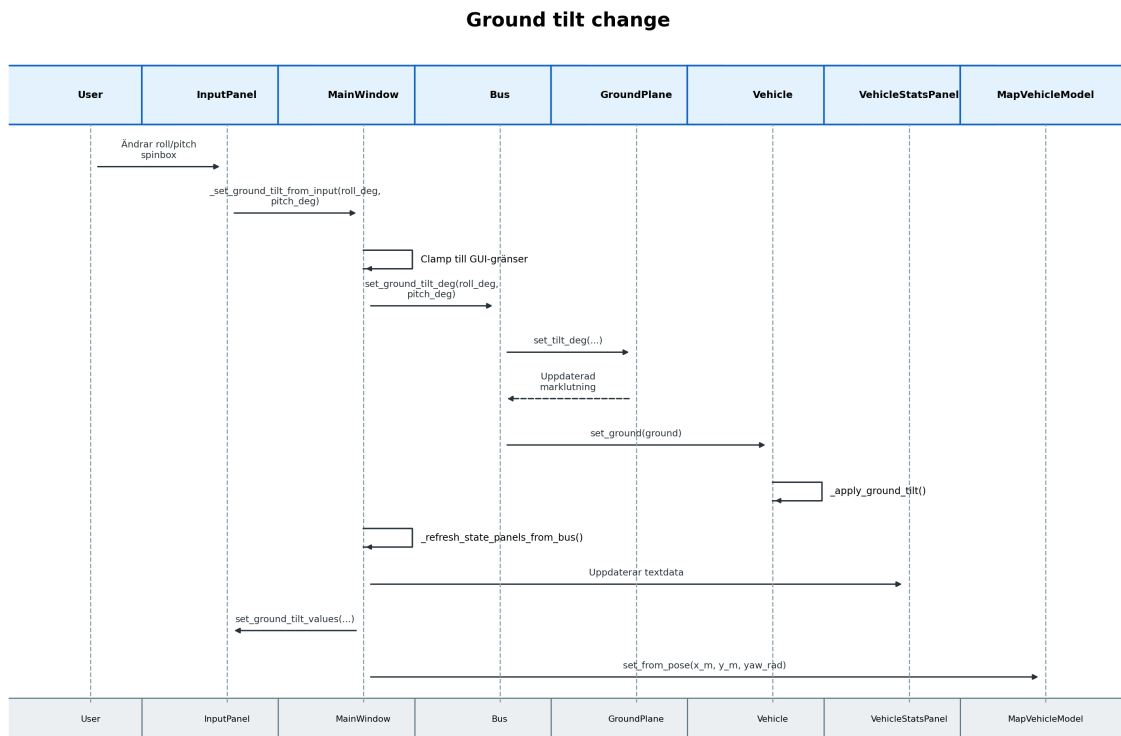 Ground tilt change
User
InputPanel
MainWindow
Bus
GroundPlane
Vehicle
VehicleStatsPanel
MapVehicleModel
Ändrar roll/pitch
spinbox
_set_ground_tilt_from_input(roll_deg,
pitch_deg)
Clamp till GUI-gränser
set_ground_tilt_deg(roll_deg,
pitch_deg)
set_tilt_deg(...)
Uppdaterad
marklutning
set_ground(ground)
_apply_ground_tilt()
_refresh_state_panels_from_bus()
Uppdaterar textdata
set_ground_tilt_values(...)
set_from_pose(x_m, y_m, yaw_rad)
User
InputPanel
MainWindow
Bus
GroundPlane
Vehicle
VehicleStatsPanel
MapVehicleModel